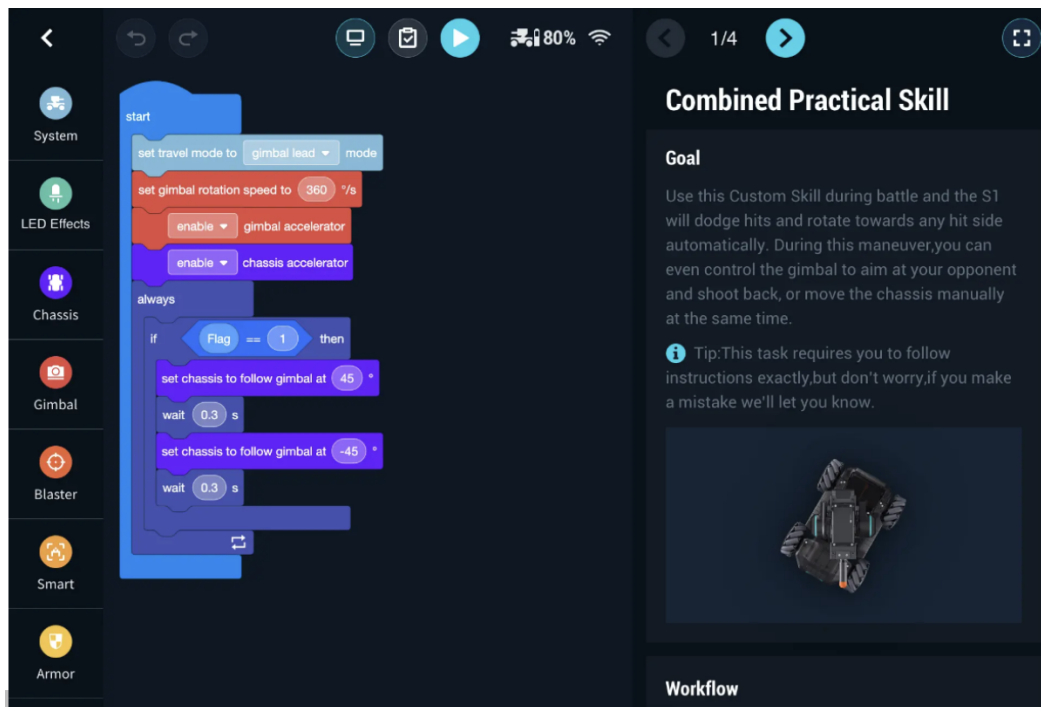 80%
1/4
System
LED Effects
Chassis
Gimbal
Blaster
Smart
Armor
start
set travel mode to gimbal lead mode
set gimbal rotation speed to 360 °/s
enable gimbal accelerator
enable chassis accelerator
always
if Flag == 1 then
set chassis to follow gimbal at 45 °
wait 0.3 s
set chassis to follow gimbal at -45 °
wait 0.3 s
Combined Practical Skill
Goal
Use this Custom Skill during battle and the S1
will dodge hits and rotate towards any hit side
automatically. During this maneuver,you can
even control the gimbal to aim at your opponent
and shoot back, or move the chassis manually
at the same time.
Tip:This task requires you to follow
instructions exactly,but don't worry,if you make
a mistake we'll let you know.
Workflow